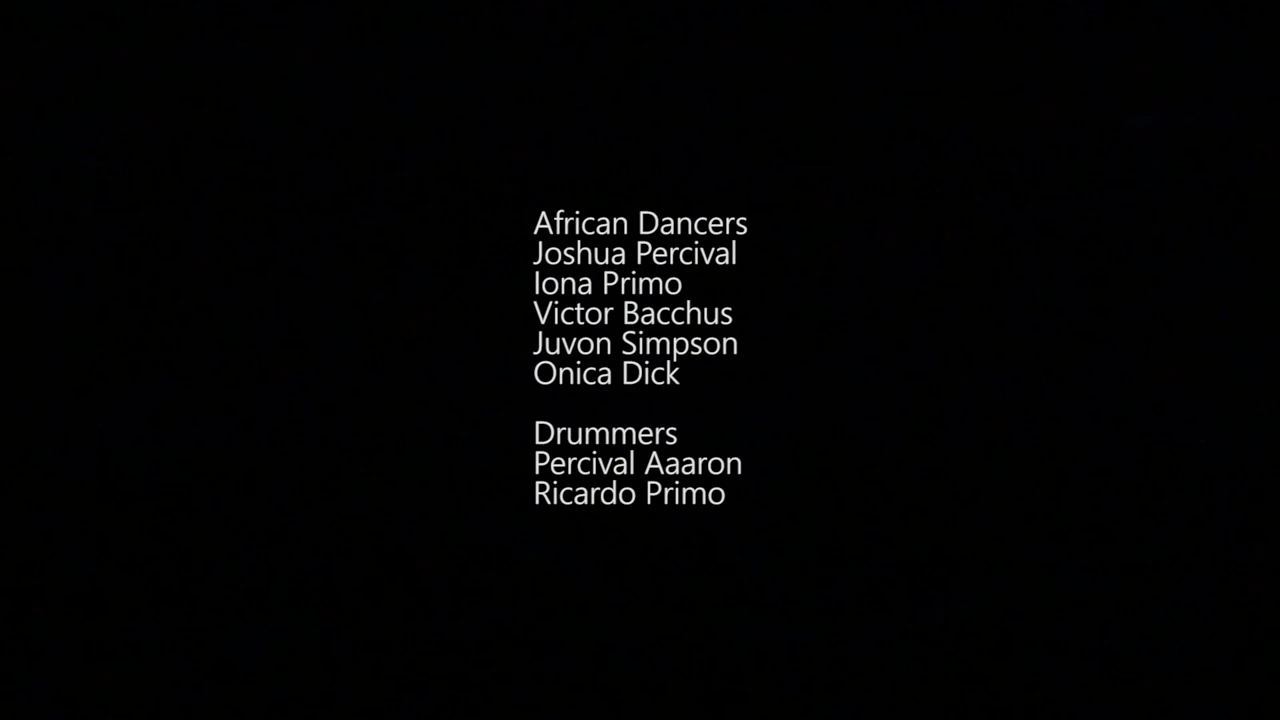 African Dancers
Joshua Percival
Iona Primo
Victor Bacchus
Juvon Simpson
Onica Dick
Drummers
Percival Aaaron
Ricardo Primo